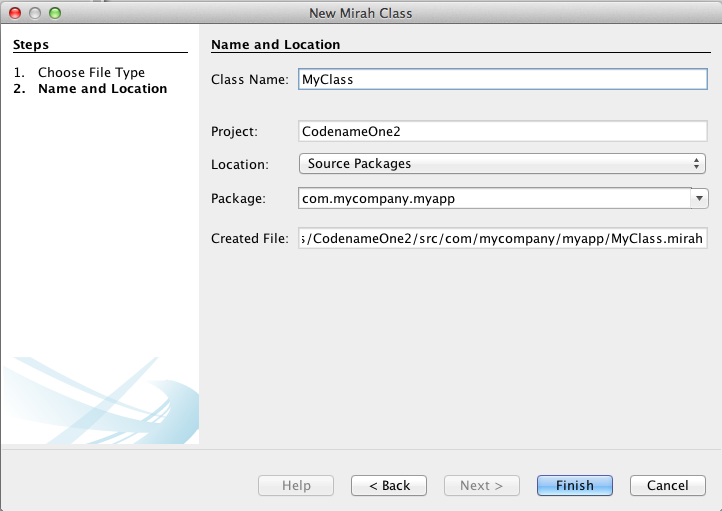 New Mirah Class
Steps
1. Choose File Type
2. Name and Location
Name and Location
Class Name: MyClass
Project: CodenameOne2
Location: Source Packages
Package: com.mycompany.myapp
Created File: s/CodenameOne2/src/com/mycompany/myapp/MyClass.mirah
Help < Back Next > Finish Cancel